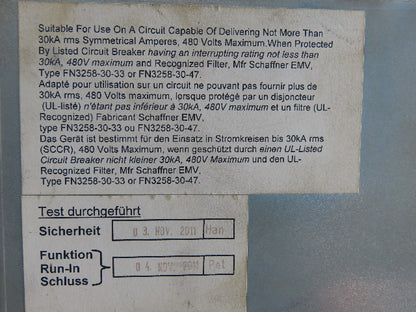 Suitable For Use On A Circuit Capable Of Delivering Not More Than
30kA rms Symmetrical Amperes, 480 Volts Maximum,When Protected
By Listed Circuit Breaker having an interrupting rating not less than
30kA, 480V maximum and Recognized Filter, Mfr Schaffner EMV,
type FN3258-30-33 or FN3258-30-47.
Adapté pour utilisation sur un circuit ne pouvant pas fournir plus de
30kA rms, 480 Volts maximum, lorsque protégé par un disjoncteur
(UL-listé) n'étant pas inférieur à 30kA, 480V maximum et un filtre (UL-
Recognized) Fabricant Schaffner EMV,
type FN3258-30-33 ou FN3258-30-47.
Das Gerät ist bestimmt für den Einsatz in Stromkreisen bis 30kA rms
(SCCR), 480 Volts Maximum, wenn geschützt durch einen UL-Listed
Circuit Breaker nicht kleiner 30kA, 480V Maximum und den UL-
Recognized Filter, Mfr Schaffner EMV,
Type FN3258-30-33 or FN3258-30-47.
Test durchgeführt
Sicherheit 03. NOV. 2011 Man
Funktion
Rün-In 04. NOV. 2011 Pet
Schluss